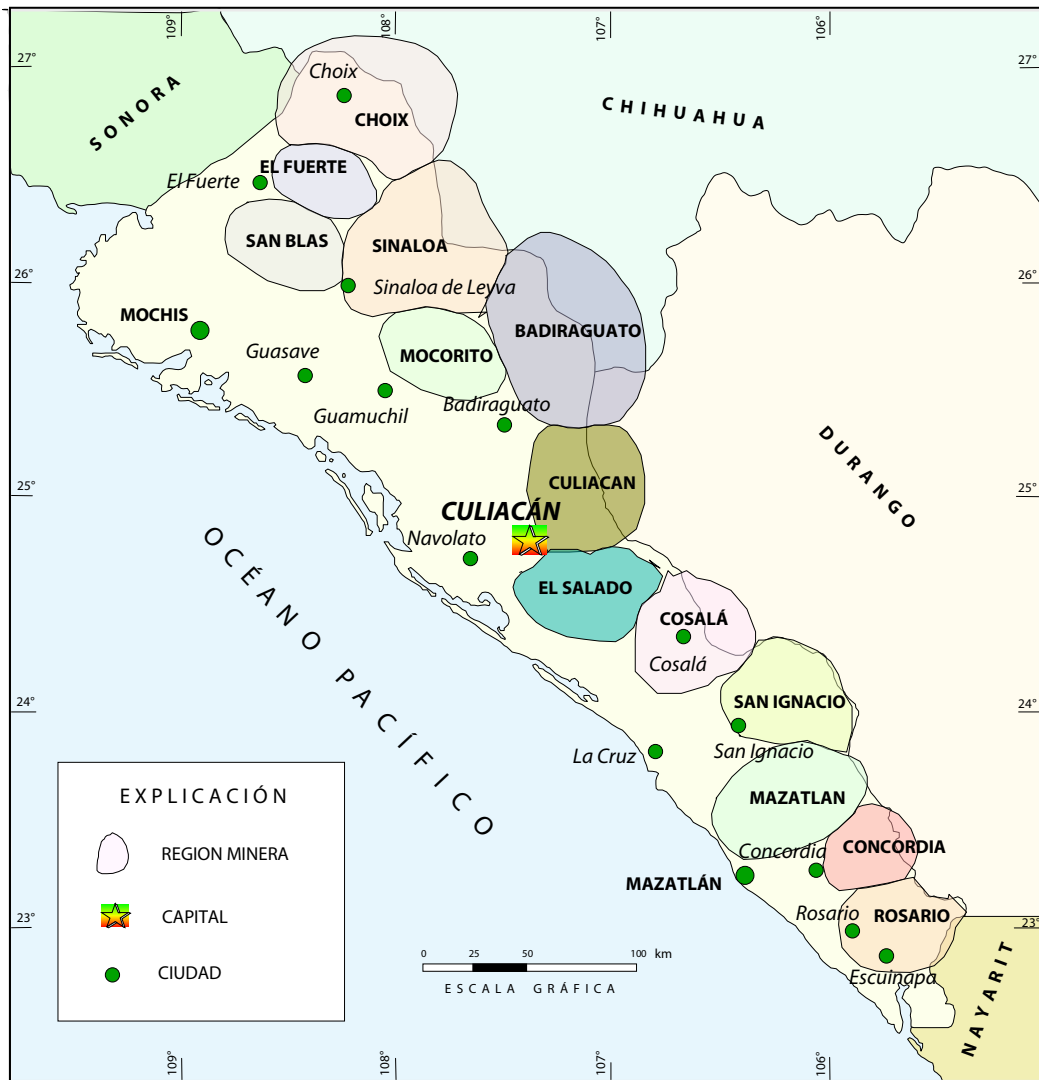 109°
108°
107°
106°
27°
27°
SONORA
CHIHUAHUA
Choix
CHOIX
EL FUERTE
El Fuerte
SAN BLAS
SINALOA
26°
26°
Sinaloa de Leyva
MOCHIS
BADIRAGUATO
MOCORITO
Guasave
Guamuchil
Badiraguato
DURANGO
25°
25°
CULIACAN
CULIACÁN
Navolato
EL SALADO
COSALÁ
Cosalá
OCÉANO PACÍFICO
24°
24°
SAN IGNACIO
San Ignacio
La Cruz
MAZATLAN
Concordia
CONCORDIA
MAZATLÁN
Rosario
ROSARIO
23°
23°
Escuinapa
NAYARIT
EXPLICACIÓN
REGION MINERA
CAPITAL
CIUDAD
0 25 50 100 km
ESCALA GRÁFICA
109°
108°
107°
106°